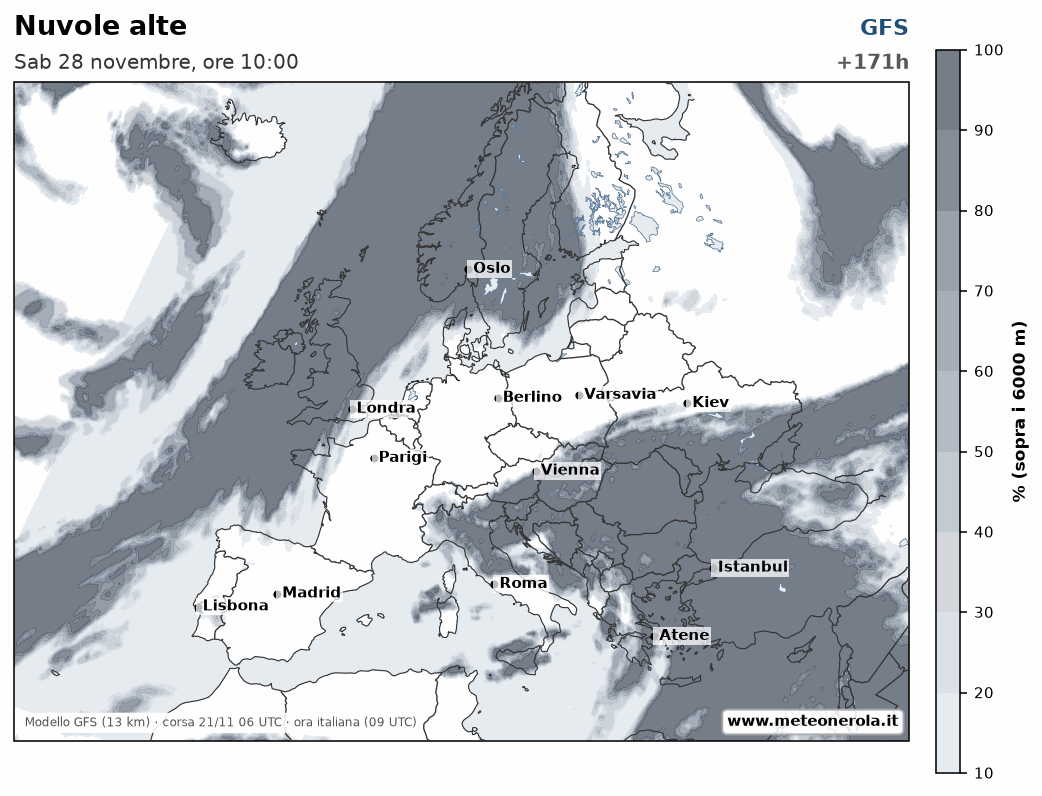 Nuvole alte
GFS
Sab 28 novembre, ore 10:00
+171h
Oslo
Londra
Berlino
Varsavia
Kiev
Parigi
Vienna
Istanbul
Roma
Madrid
Lisbona
Atene
Modello GFS (13 km) · corsa 21/11 06 UTC · ora italiana (09 UTC)
www.meteonerola.it
100
90
80
70
60
50
40
30
20
10
% (sopra i 6000 m)